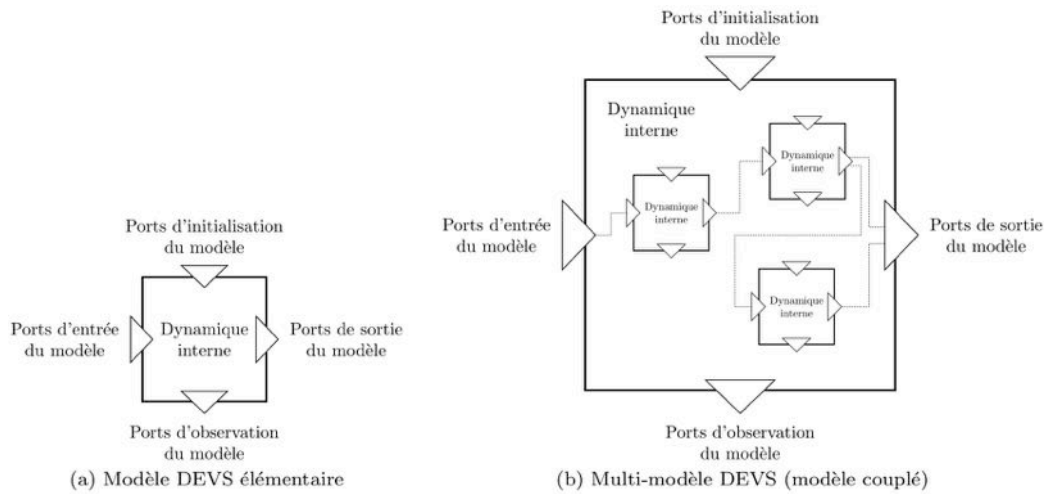 Ports d'initialisation
du modèle
Ports d'entrée
du modèle
Dynamique
interne
Ports de sortie
du modèle
Ports d'observation
du modèle
(a) Modèle DEVS élémentaire
Ports d'initialisation
du modèle
Dynamique
interne
Ports d'entrée
du modèle
Dynamique
interne
Dynamique
interne
Dynamique
interne
Ports de sortie
du modèle
Ports d'observation
du modèle
(b) Multi-modèle DEVS (modèle couplé)